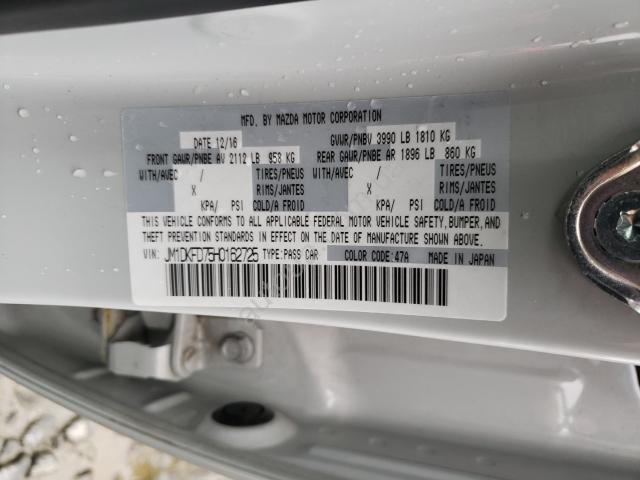 MFD. BY MAZDA MOTOR CORPORATION
DATE 12/16 GVWR/PNBV 3990 LB 1810 KG
FRONT GAWR/PNBE AV 2112 LB 958 KG REAR GAWR/PNBE AR 1896 LB 860 KG
WITH/AVEC / TIRES/PNEUS WITH/AVEC / TIRES/PNEUS
X RIMS/JANTES X RIMS/JANTES
KPA/ PSI COLD/A FROID KPA/ PSI COLD/A FROID
THIS VEHICLE CONFORMS TO ALL APPLICABLE FEDERAL MOTOR VEHICLE SAFETY, BUMPER, AND
THEFT PREVENTION STANDARDS IN EFFECT ON THE DATE OF MANUFACTURE SHOWN ABOVE.
VIN: JM1DKFD75H0162725 TYPE:PASS CAR COLOR CODE:47A MADE IN JAPAN